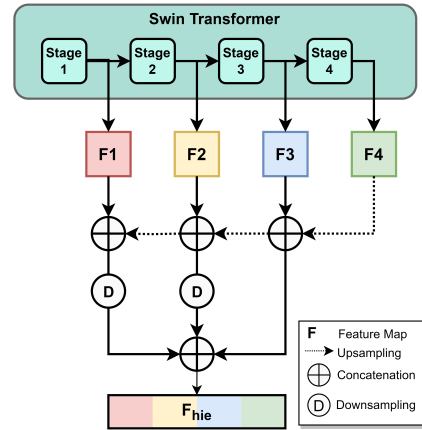 Swin Transformer
Stage 1
Stage 2
Stage 3
Stage 4
F1
F2
F3
F4
D
D
Fhie
F Feature Map
Upsampling
Concatenation
D Downsampling